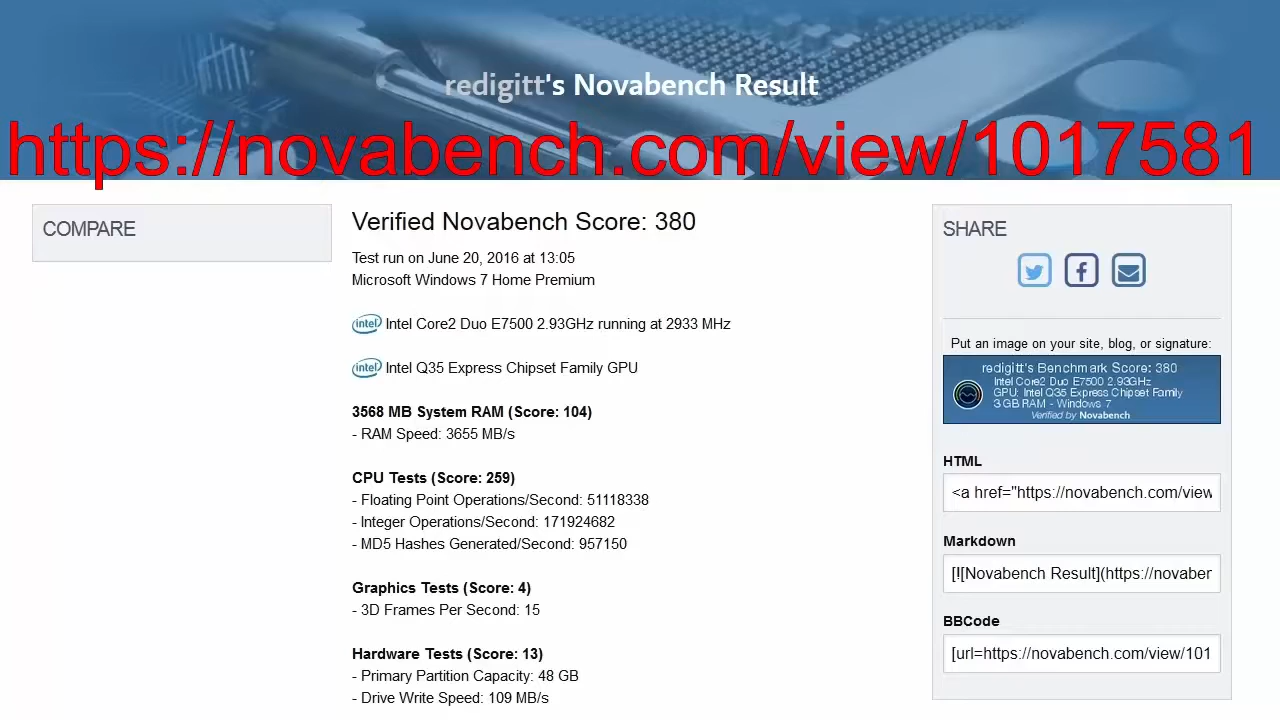 redigitt's Novabench Result
https://novabench.com/view/1017581
COMPARE
Verified Novabench Score: 380
Test run on June 20, 2016 at 13:05
Microsoft Windows 7 Home Premium
intel Intel Core2 Duo E7500 2.93GHz running at 2933 MHz
intel Intel Q35 Express Chipset Family GPU
3568 MB System RAM (Score: 104)
- RAM Speed: 3655 MB/s
CPU Tests (Score: 259)
- Floating Point Operations/Second: 51118338
- Integer Operations/Second: 171924682
- MD5 Hashes Generated/Second: 957150
Graphics Tests (Score: 4)
- 3D Frames Per Second: 15
Hardware Tests (Score: 13)
- Primary Partition Capacity: 48 GB
- Drive Write Speed: 109 MB/s
SHARE
Put an image on your site, blog, or signature:
redigitt's Benchmark Score: 380
Intel Core2 Duo E7500 2.93GHz
GPU: Intel Q35 Express Chipset Family
3 GB RAM - Windows 7
Verified by Novabench
HTML
<a href="https://novabench.com/view
Markdown
[![Novabench Result](https://novaben
BBCode
[url=https://novabench.com/view/101